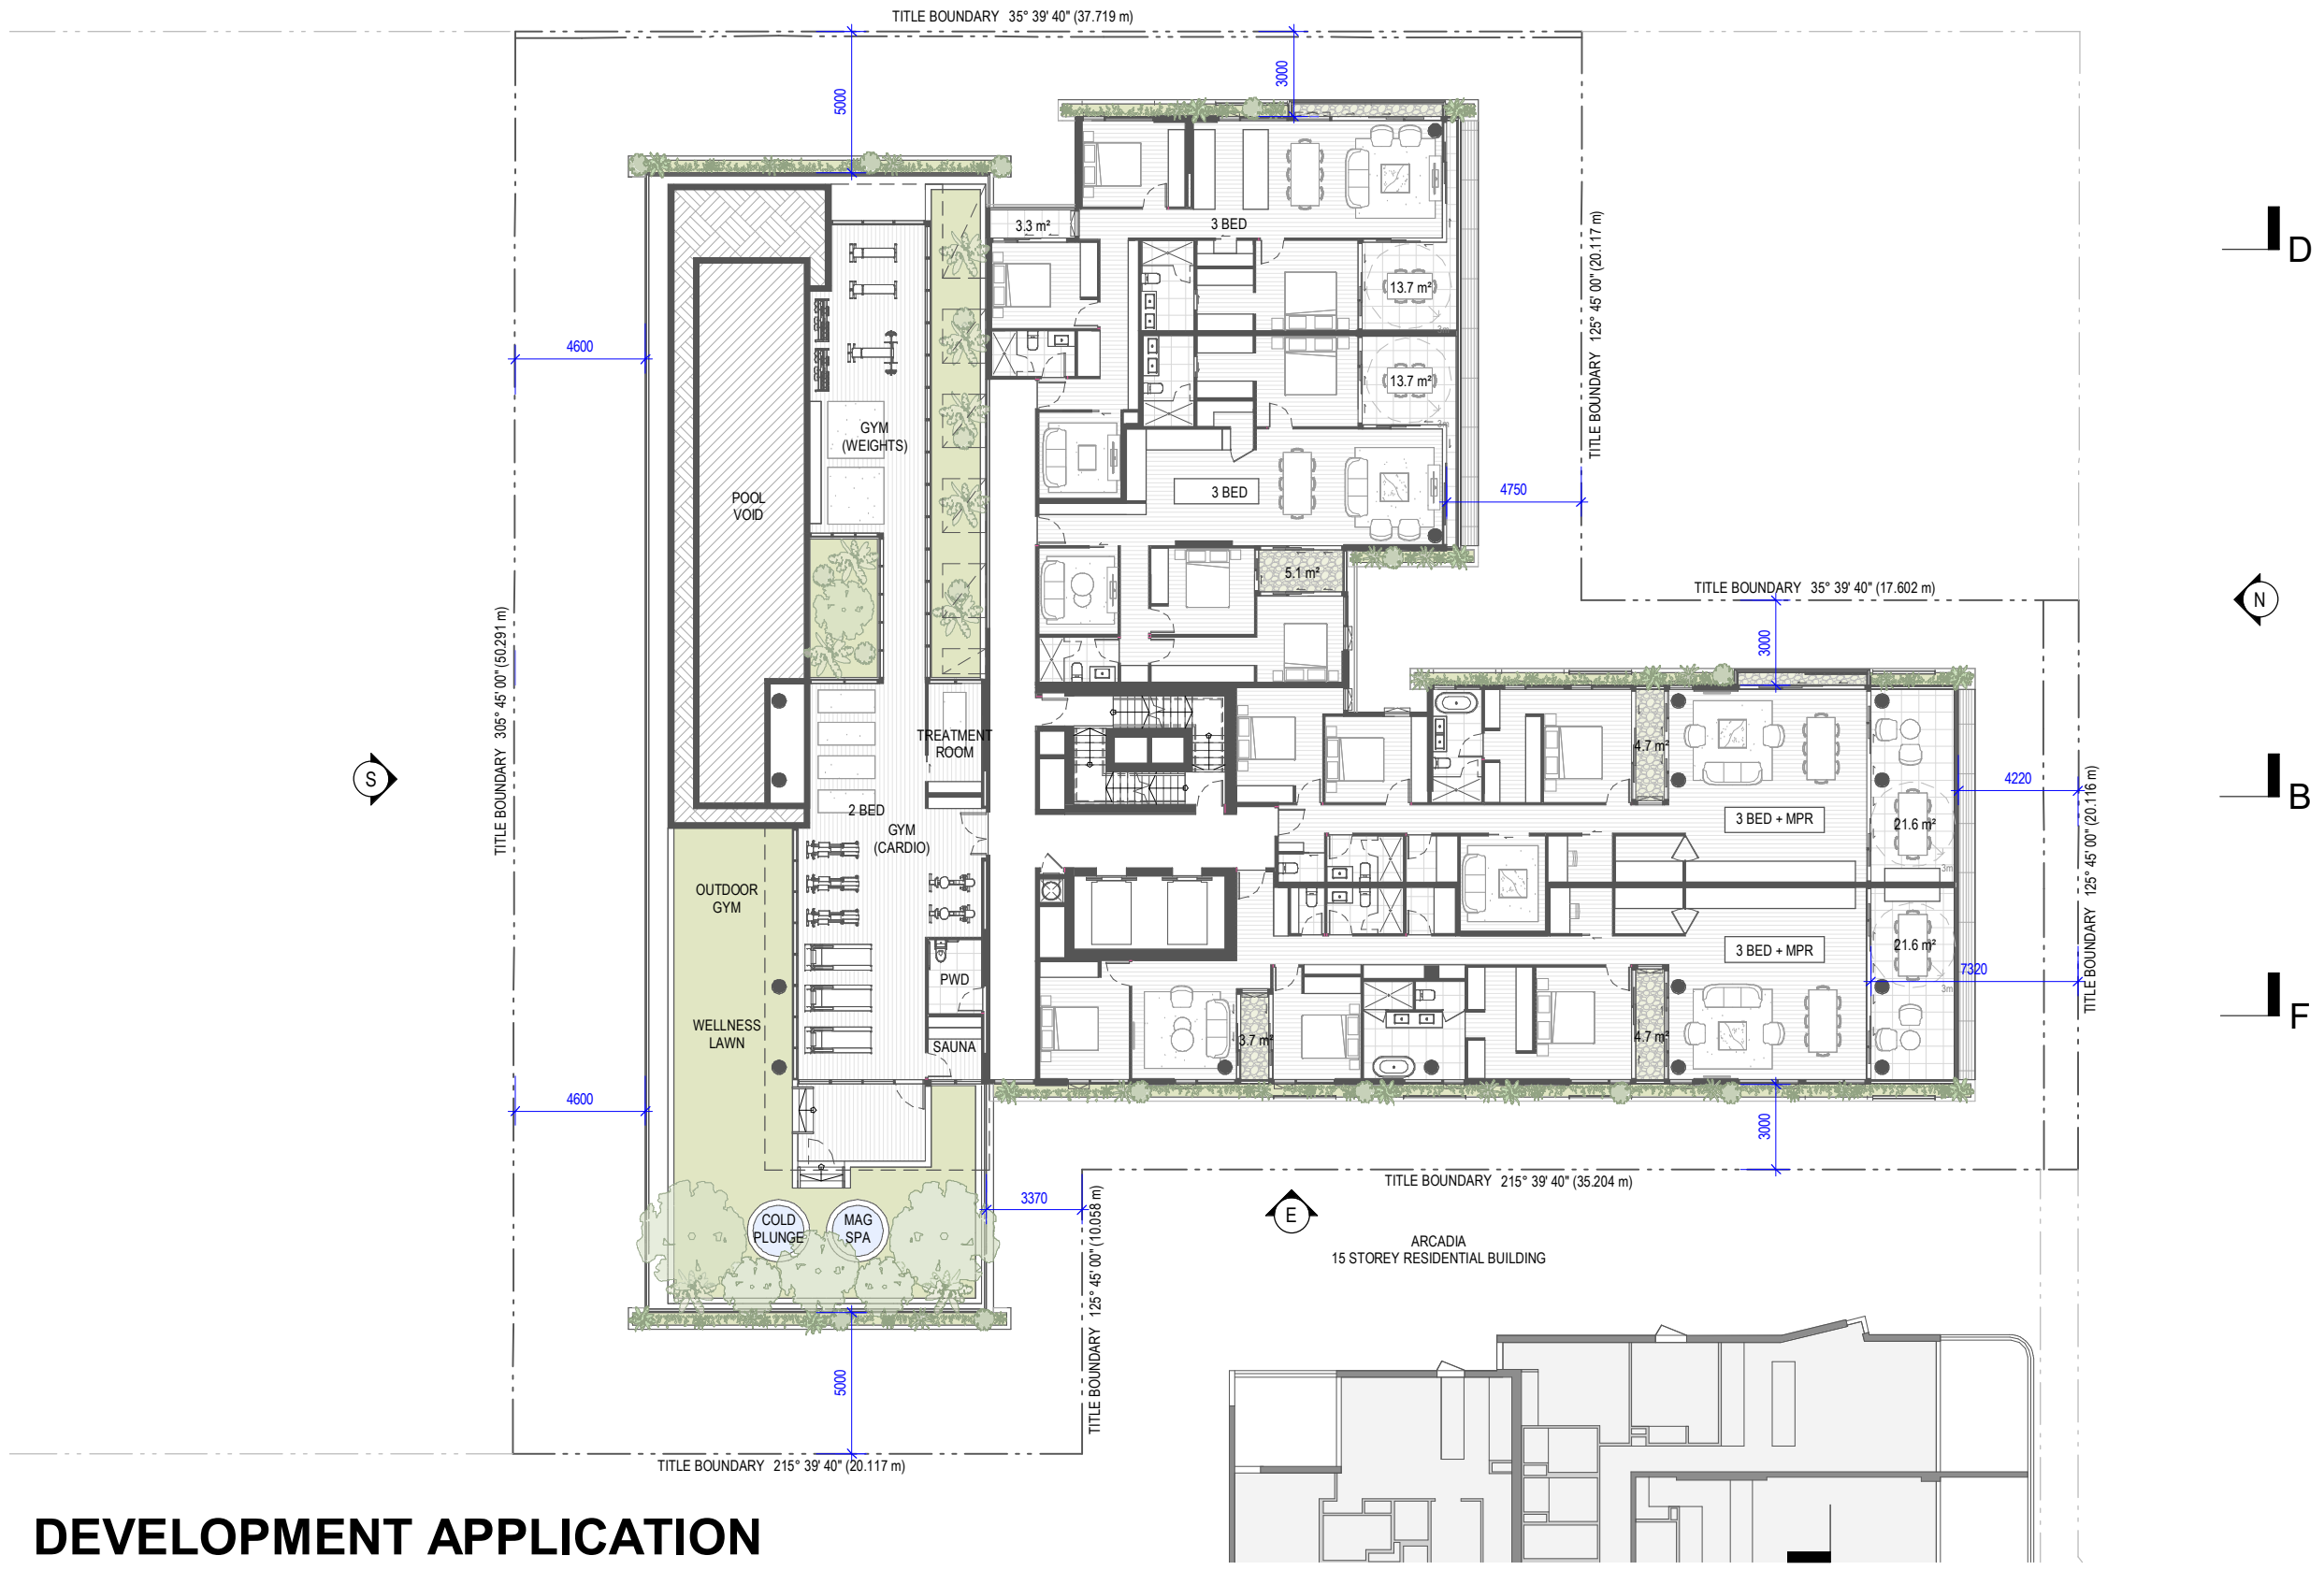 TITLE BOUNDARY 35° 39' 40" (37.719 m)
5000
3000
D
3.3 m²
3 BED
TITLE BOUNDARY 125° 45' 00" (20.117 m)
13.7 m²
3m
4600
13.7 m²
3m
GYM
(WEIGHTS)
POOL
VOID
3 BED
4750
5.1 m²
TITLE BOUNDARY 35° 39' 40" (17.602 m)
N
3000
TITLE BOUNDARY 305° 45' 00" (50.291 m)
TREATMENT
ROOM
4.7 m²
S
4220
B
2 BED
GYM
(CARDIO)
3 BED + MPR
21.6 m²
3m
TITLE BOUNDARY 125° 45' 00" (20.116 m)
OUTDOOR
GYM
3 BED + MPR
21.6 m²
7320
3m
PWD
F
WELLNESS
LAWN
SAUNA
3.7 m²
4.7 m²
4600
3000
TITLE BOUNDARY 215° 39' 40" (35.204 m)
3370
TITLE BOUNDARY 125° 45' 00" (10.058 m)
COLD
PLUNGE
MAG
SPA
E
ARCADIA
15 STOREY RESIDENTIAL BUILDING
5000
TITLE BOUNDARY 215° 39' 40" (20.117 m)
DEVELOPMENT APPLICATION